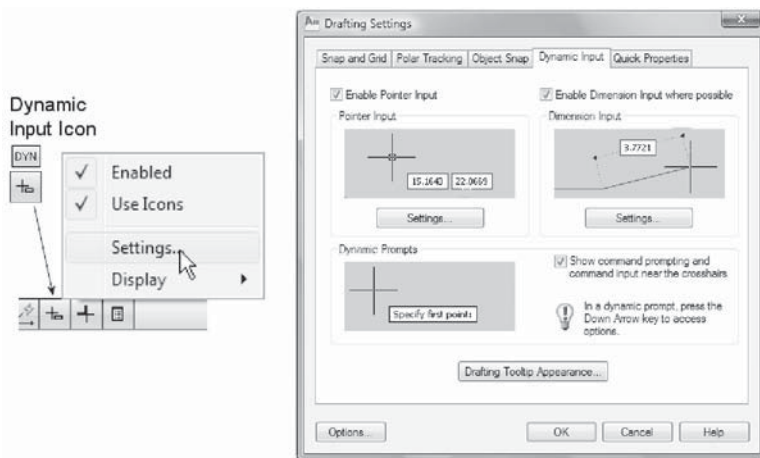 Dynamic
Input Icon
DYN
Enabled
Use Icons
Settings...
Display
Drafting Settings
Snap and Grid
Polar Tracking
Object Snap
Dynamic Input
Quick Properties
Enable Pointer Input
Enable Dimension Input where possible
Pointer Input
15.1640 22.0669
Settings...
Dimension Input
3.7721
Settings...
Dynamic Prompts
Specify first point:
Show command prompting and
command input near the crosshairs
In a dynamic prompt, press the
Down Arrow key to access
options.
Drafting Tooltip Appearance...
Options...
OK
Cancel
Help